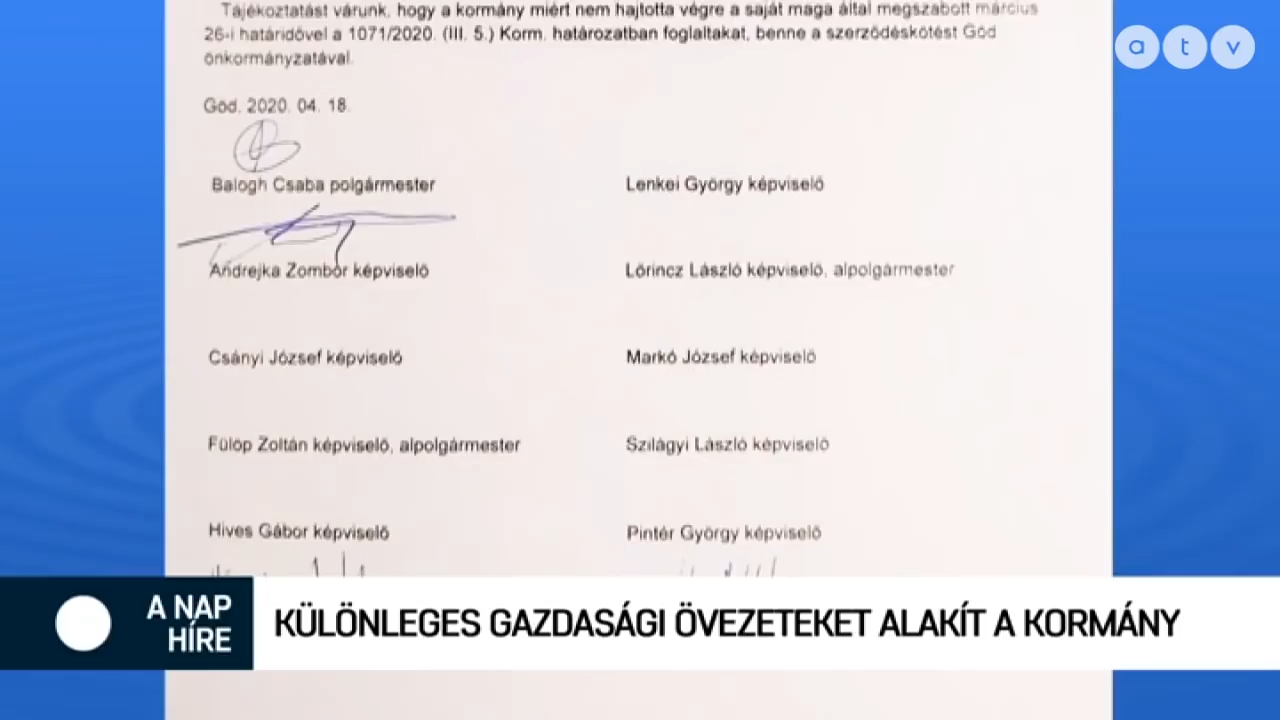 Tájékoztatást várunk, hogy a kormány miért nem hajtotta végre a saját maga által megszabott március
26-i határidővel a 1071/2020. (III. 5.) Korm. határozatban foglaltakat, benne a szerződéskötést Göd
önkormányzatával.
atv
Göd. 2020. 04. 18.
Balogh Csaba polgármester
Lenkei György képviselő
Andrejka Zombor képviselő
Lőrincz László képviselő, alpolgármester
Csányi József képviselő
Markó József képviselő
Fülöp Zoltán képviselő, alpolgármester
Szilágyi László képviselő
Hives Gábor képviselő
Pintér György képviselő
A NAP
HÍRE
KÜLÖNLEGES GAZDASÁGI ÖVEZETEKET ALAKÍT A KORMÁNY